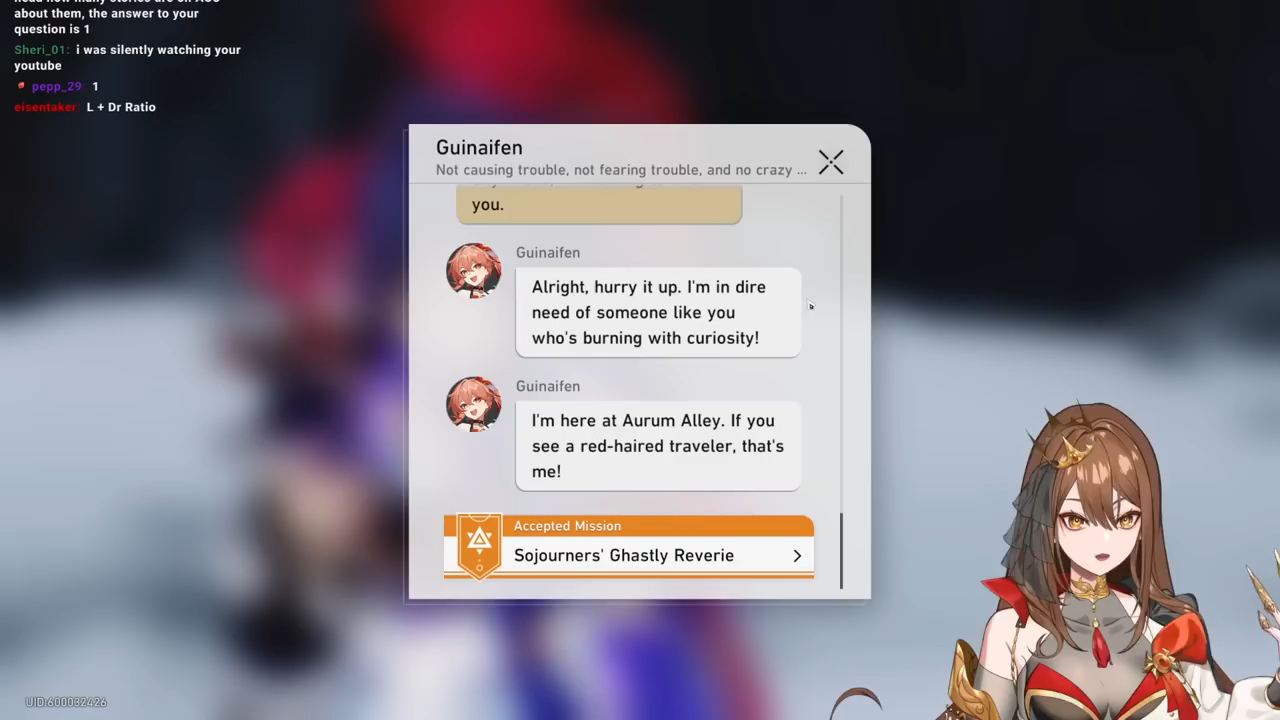 about them, the answer to your
question is 1
Sheri_01: i was silently watching your
youtube
pepp_29: 1
eisentaker: L + Dr Ratio
Guinaifen
Not causing trouble, not fearing trouble, and no crazy ...
you.
Guinaifen
Alright, hurry it up. I'm in dire
need of someone like you
who's burning with curiosity!
Guinaifen
I'm here at Aurum Alley. If you
see a red-haired traveler, that's
me!
Accepted Mission
Sojourners' Ghastly Reverie
UID:600032426